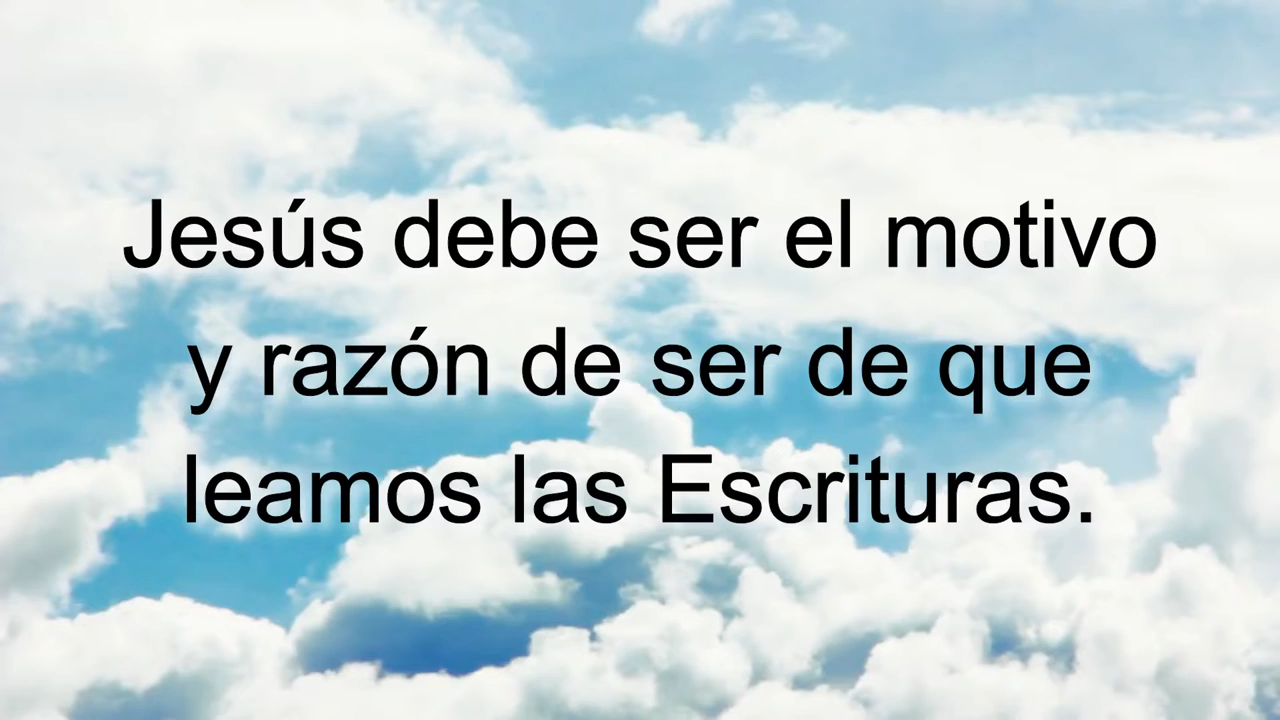 Jesús debe ser el motivo
y razón de ser de que
leamos las Escrituras.